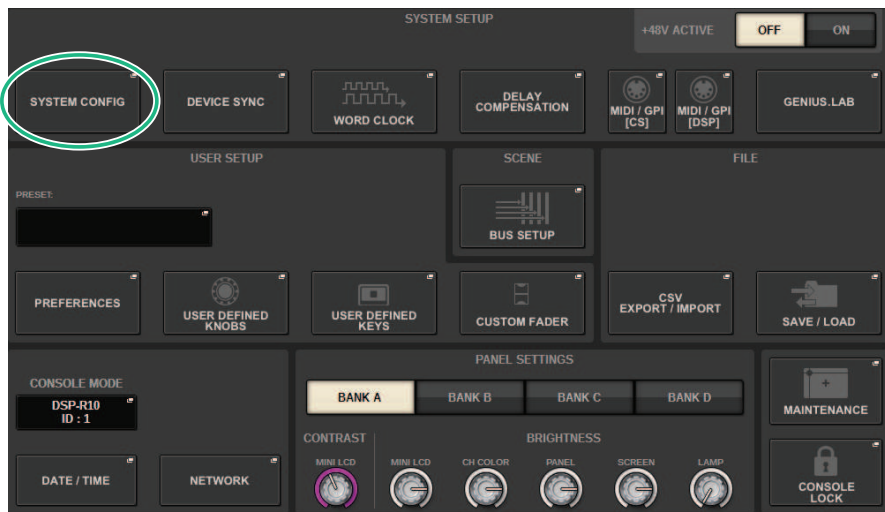 SYSTEM SETUP
+48V ACTIVE
OFF
ON
SYSTEM CONFIG
DEVICE SYNC
WORD CLOCK
DELAY
COMPENSATION
MIDI / GPI
[CS]
MIDI / GPI
[DSP]
GENIUS.LAB
USER SETUP
SCENE
FILE
PRESET:
BUS SETUP
PREFERENCES
USER DEFINED
KNOBS
USER DEFINED
KEYS
CUSTOM FADER
CSV
EXPORT / IMPORT
SAVE / LOAD
CONSOLE MODE
DSP-R10
ID : 1
PANEL SETTINGS
BANK A
BANK B
BANK C
BANK D
MAINTENANCE
CONTRAST
BRIGHTNESS
MINI LCD
MINI LCD
CH COLOR
PANEL
SCREEN
LAMP
DATE / TIME
NETWORK
CONSOLE
LOCK